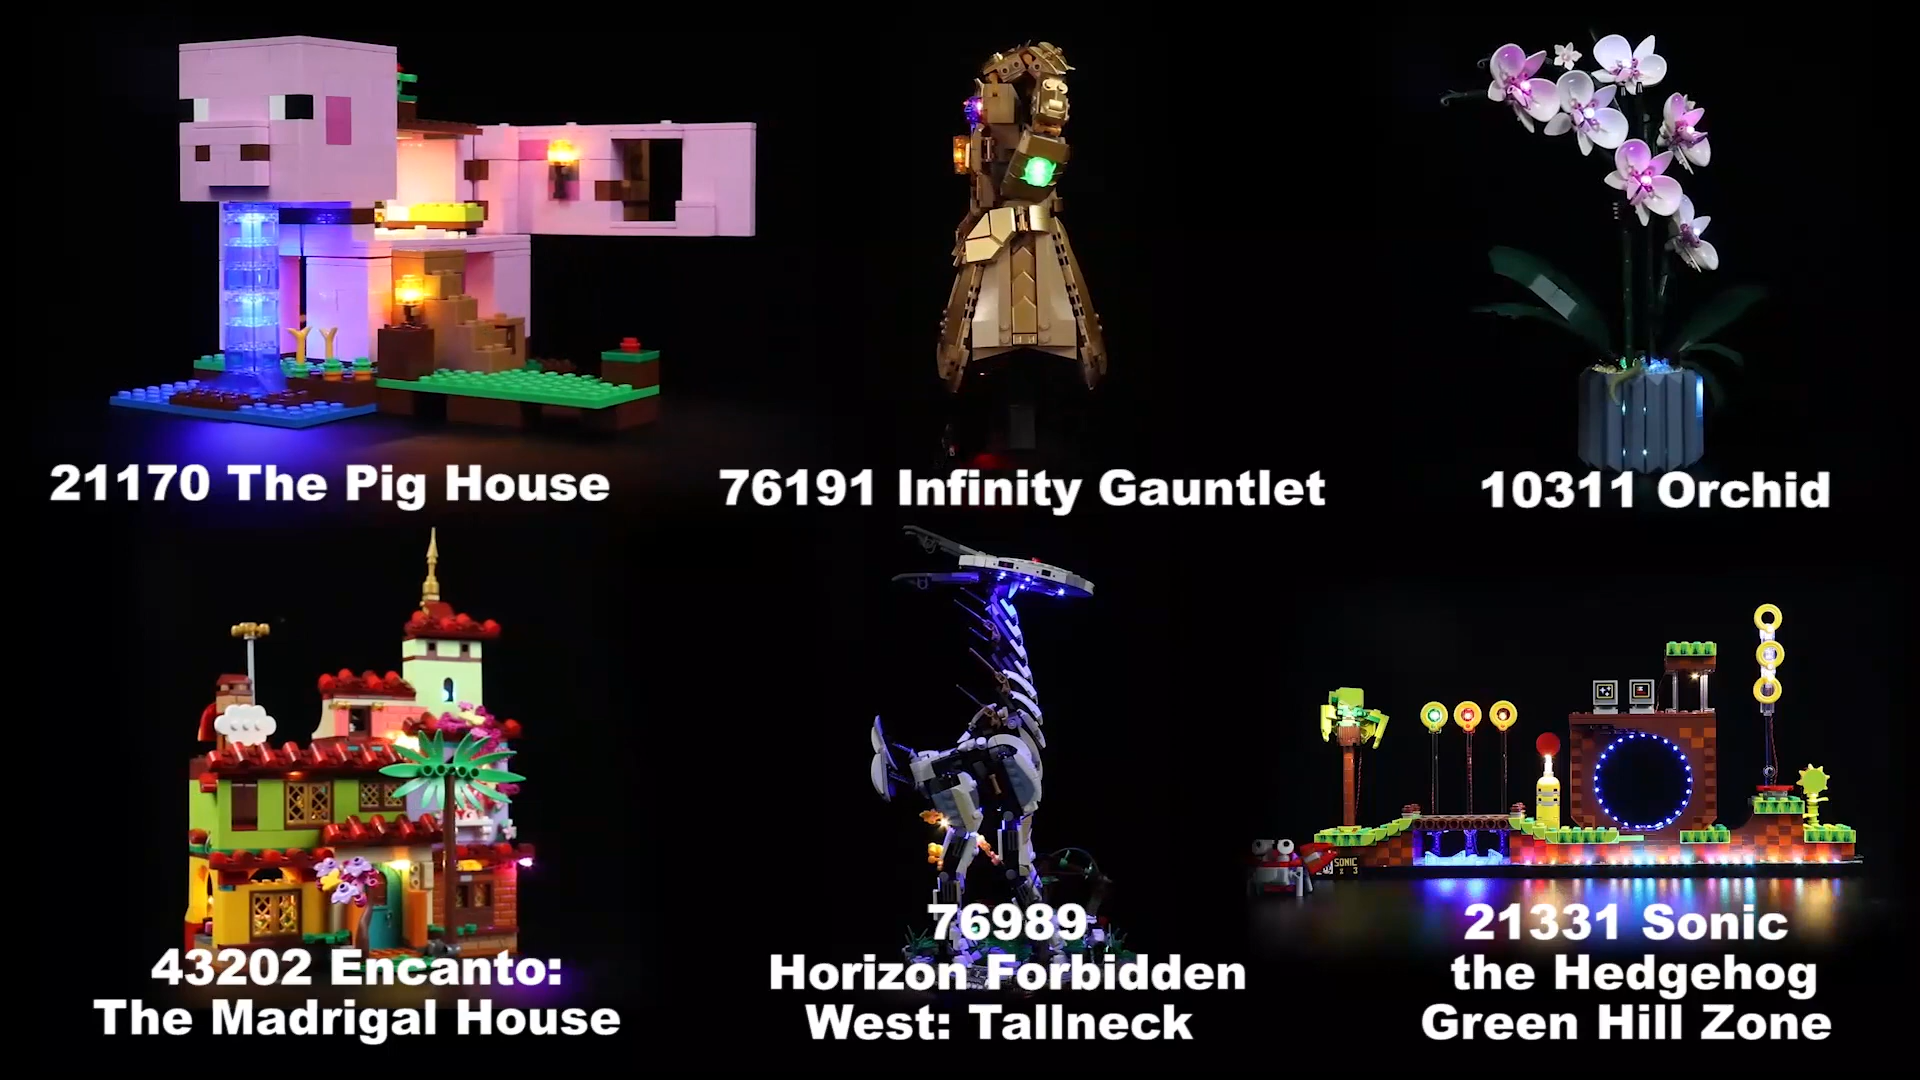 21170 The Pig House
76191 Infinity Gauntlet
10311 Orchid
43202 Encanto:
The Madrigal House
76989
Horizon Forbidden
West: Tallneck
SONIC
21331 Sonic
the Hedgehog
Green Hill Zone